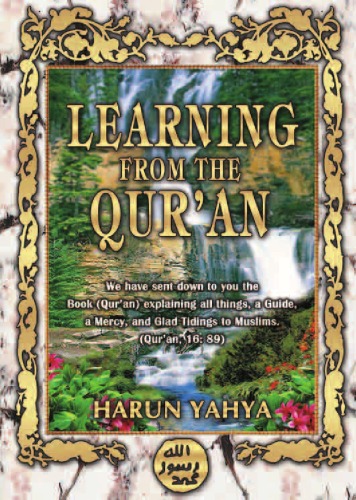 LEARNING
FROM THE
QUR'AN
We have sent down to you the
Book (Qur'an) explaining all things, a Guide,
a Mercy, and Glad Tidings to Muslims.
(Qur'an, 16: 89)
HARUN YAHYA
الله
رسول
محمد